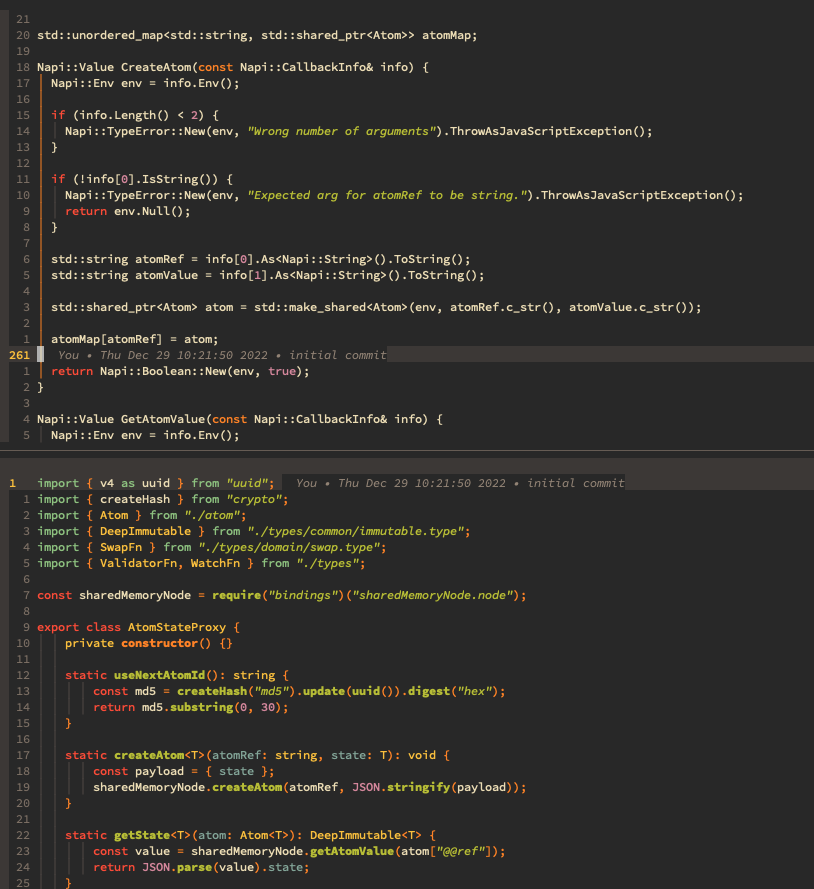 21
20 std::unordered_map<std::string, std::shared_ptr<Atom>> atomMap;
19
18 Napi::Value CreateAtom(const Napi::CallbackInfo& info) {
17   Napi::Env env = info.Env();
16
15   if (info.Length() < 2) {
14     Napi::TypeError::New(env, "Wrong number of arguments").ThrowAsJavaScriptException();
13   }
12
11   if (!info[0].IsString()) {
10     Napi::TypeError::New(env, "Expected arg for atomRef to be string.").ThrowAsJavaScriptException();
9     return env.Null();
8   }
7
6   std::string atomRef = info[0].As<Napi::String>().ToString();
5   std::string atomValue = info[1].As<Napi::String>().ToString();
4
3   std::shared_ptr<Atom> atom = std::make_shared<Atom>(env, atomRef.c_str(), atomValue.c_str());
2
1   atomMap[atomRef] = atom;
261   You • Thu Dec 29 10:21:50 2022 • initial commit
1   return Napi::Boolean::New(env, true);
2 }
3
4 Napi::Value GetAtomValue(const Napi::CallbackInfo& info) {
5   Napi::Env env = info.Env();
1 import { v4 as uuid } from "uuid";   You • Thu Dec 29 10:21:50 2022 • initial commit
1 import { createHash } from "crypto";
2 import { Atom } from "./atom";
3 import { DeepImmutable } from "./types/common/immutable.type";
4 import { SwapFn } from "./types/domain/swap.type";
5 import { ValidatorFn, WatchFn } from "./types";
6
7 const sharedMemoryNode = require("bindings")("sharedMemoryNode.node");
8
9 export class AtomStateProxy {
10     private constructor() {}
11
12     static useNextAtomId(): string {
13         const md5 = createHash("md5").update(uuid()).digest("hex");
14         return md5.substring(0, 30);
15     }
16
17     static createAtom<T>(atomRef: string, state: T): void {
18         const payload = { state };
19         sharedMemoryNode.createAtom(atomRef, JSON.stringify(payload));
20     }
21
22     static getState<T>(atom: Atom<T>): DeepImmutable<T> {
23         const value = sharedMemoryNode.getAtomValue(atom["@@ref"]);
24         return JSON.parse(value).state;
25     }